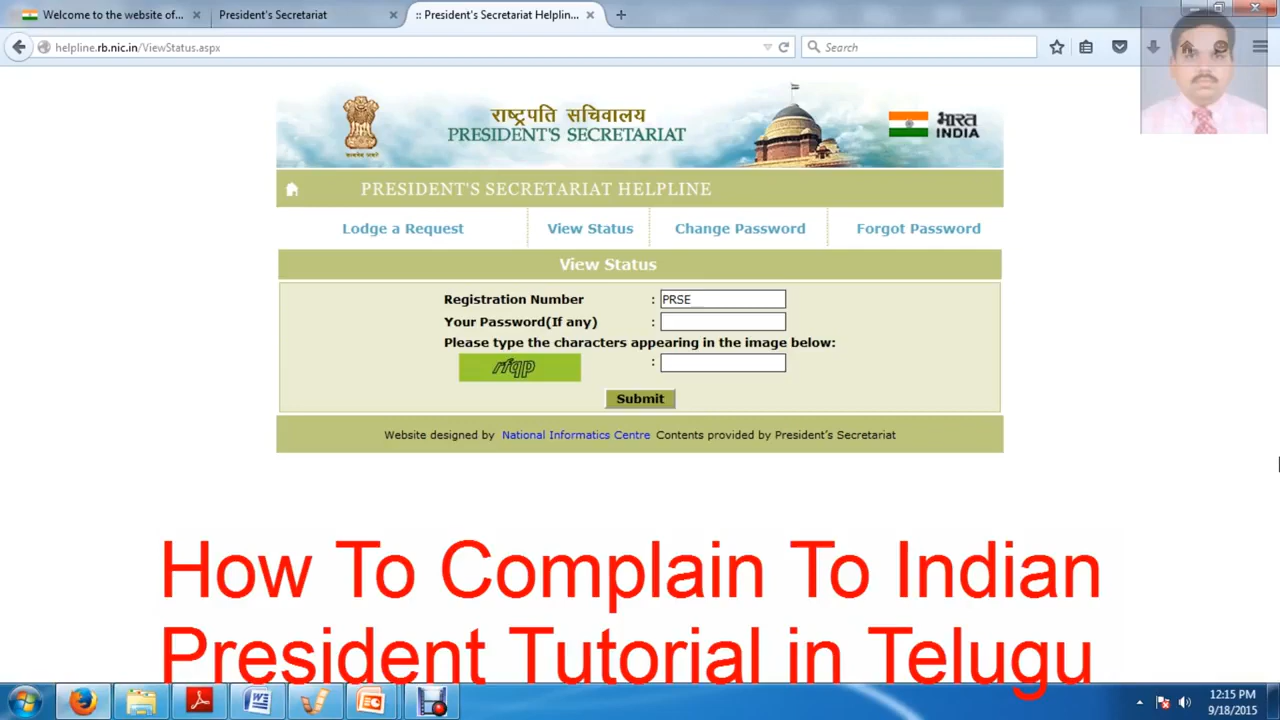 Welcome to the website of...
President's Secretariat
:: President's Secretariat Helplin...
helpline.rb.nic.in/ViewStatus.aspx
Search
राष्ट्रपति सचिवालय
PRESIDENT'S SECRETARIAT
भारत
INDIA
PRESIDENT'S SECRETARIAT HELPLINE
Lodge a Request
View Status
Change Password
Forgot Password
View Status
Registration Number : PRSE
Your Password(If any) :
Please type the characters appearing in the image below:
rfqp :
Submit
Website designed by National Informatics Centre Contents provided by President's Secretariat
How To Complain To Indian
President Tutorial in Telugu
12:15 PM
9/18/2015